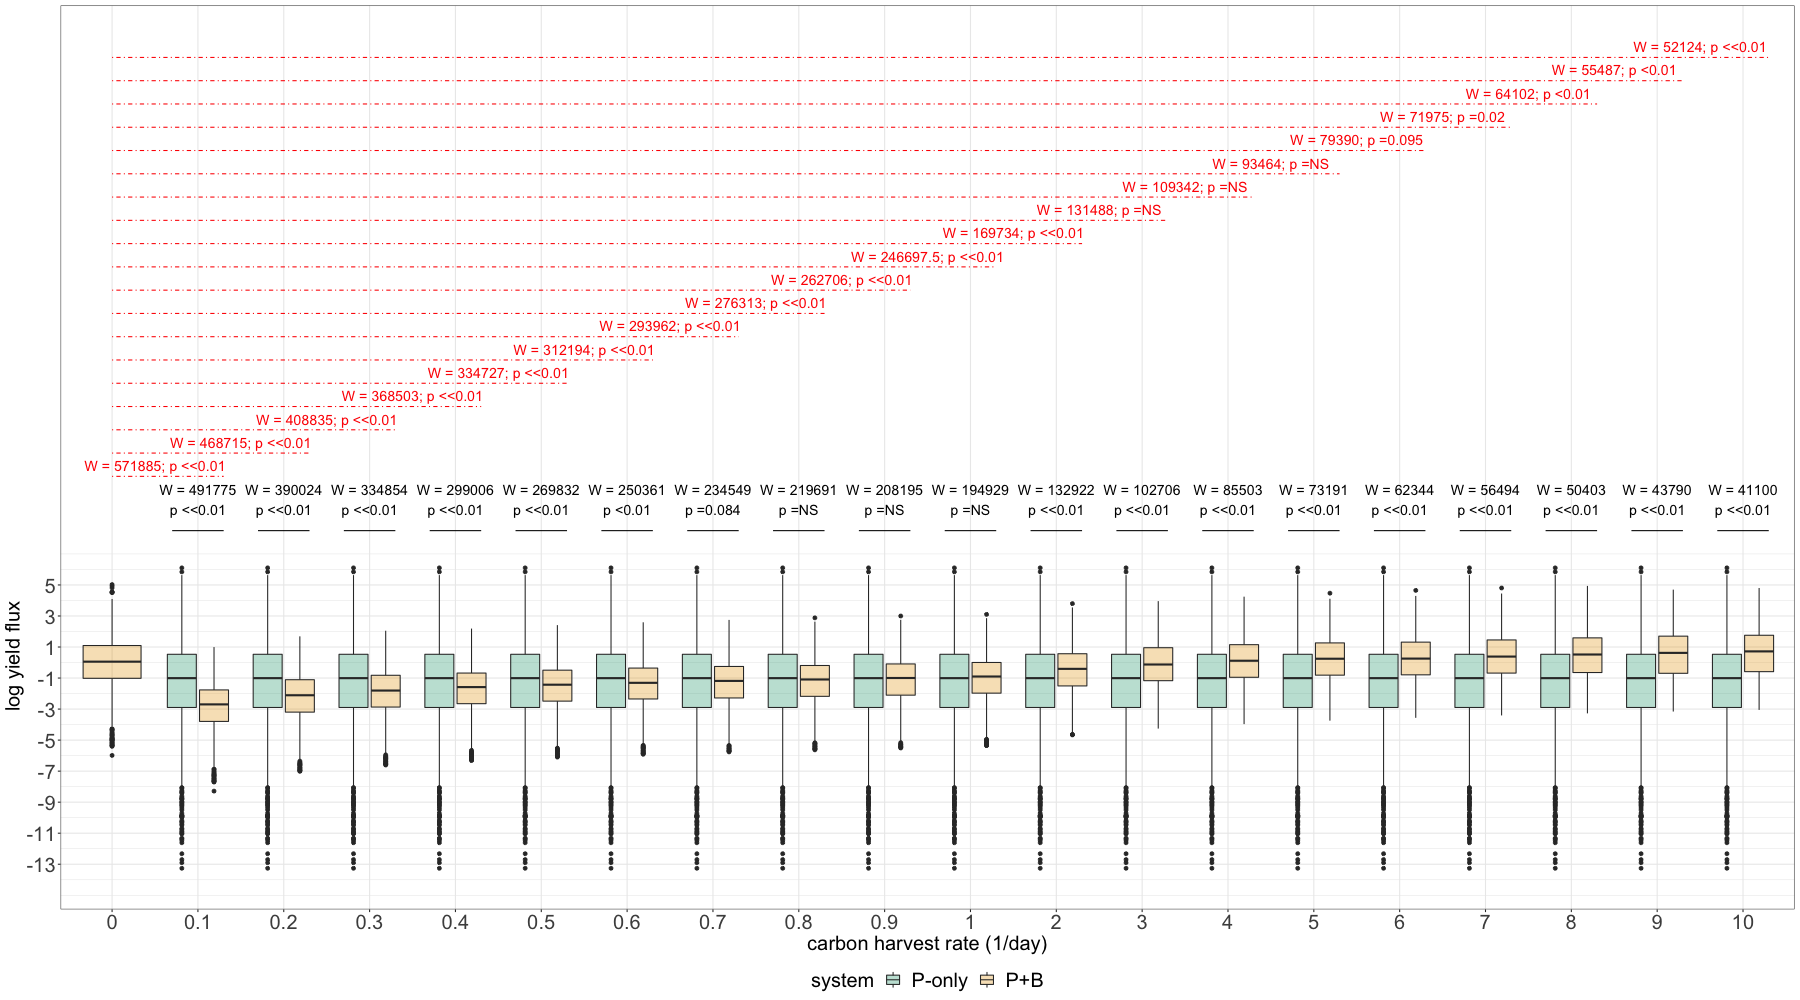 W = 52124; p <<0.01
W = 55487; p <0.01
W = 64102; p <0.01
W = 71975; p =0.02
W = 79390; p =0.095
W = 93464; p =NS
W = 109342; p =NS
W = 131488; p =NS
W = 169734; p <<0.01
W = 246697.5; p <<0.01
W = 262706; p <<0.01
W = 276313; p <<0.01
W = 293962; p <<0.01
W = 312194; p <<0.01
W = 334727; p <<0.01
W = 368503; p <<0.01
W = 408835; p <<0.01
W = 468715; p <<0.01
W = 571885; p <<0.01
W = 491775 W = 390024 W = 334854 W = 299006 W = 269832 W = 250361 W = 234549 W = 219691 W = 208195 W = 194929 W = 132922 W = 102706 W = 85503 W = 73191 W = 62344 W = 56494 W = 50403 W = 43790 W = 41100
p <<0.01 p <<0.01 p <<0.01 p <<0.01 p <<0.01 p <0.01 p =0.084 p =NS p =NS p =NS p <<0.01 p <<0.01 p <<0.01 p <<0.01 p <<0.01 p <<0.01 p <<0.01 p <<0.01 p <<0.01
log yield flux
5
3
1
-1
-3
-5
-7
-9
-11
-13
0 0.1 0.2 0.3 0.4 0.5 0.6 0.7 0.8 0.9 1 2 3 4 5 6 7 8 9 10
carbon harvest rate (1/day)
system P-only P+B